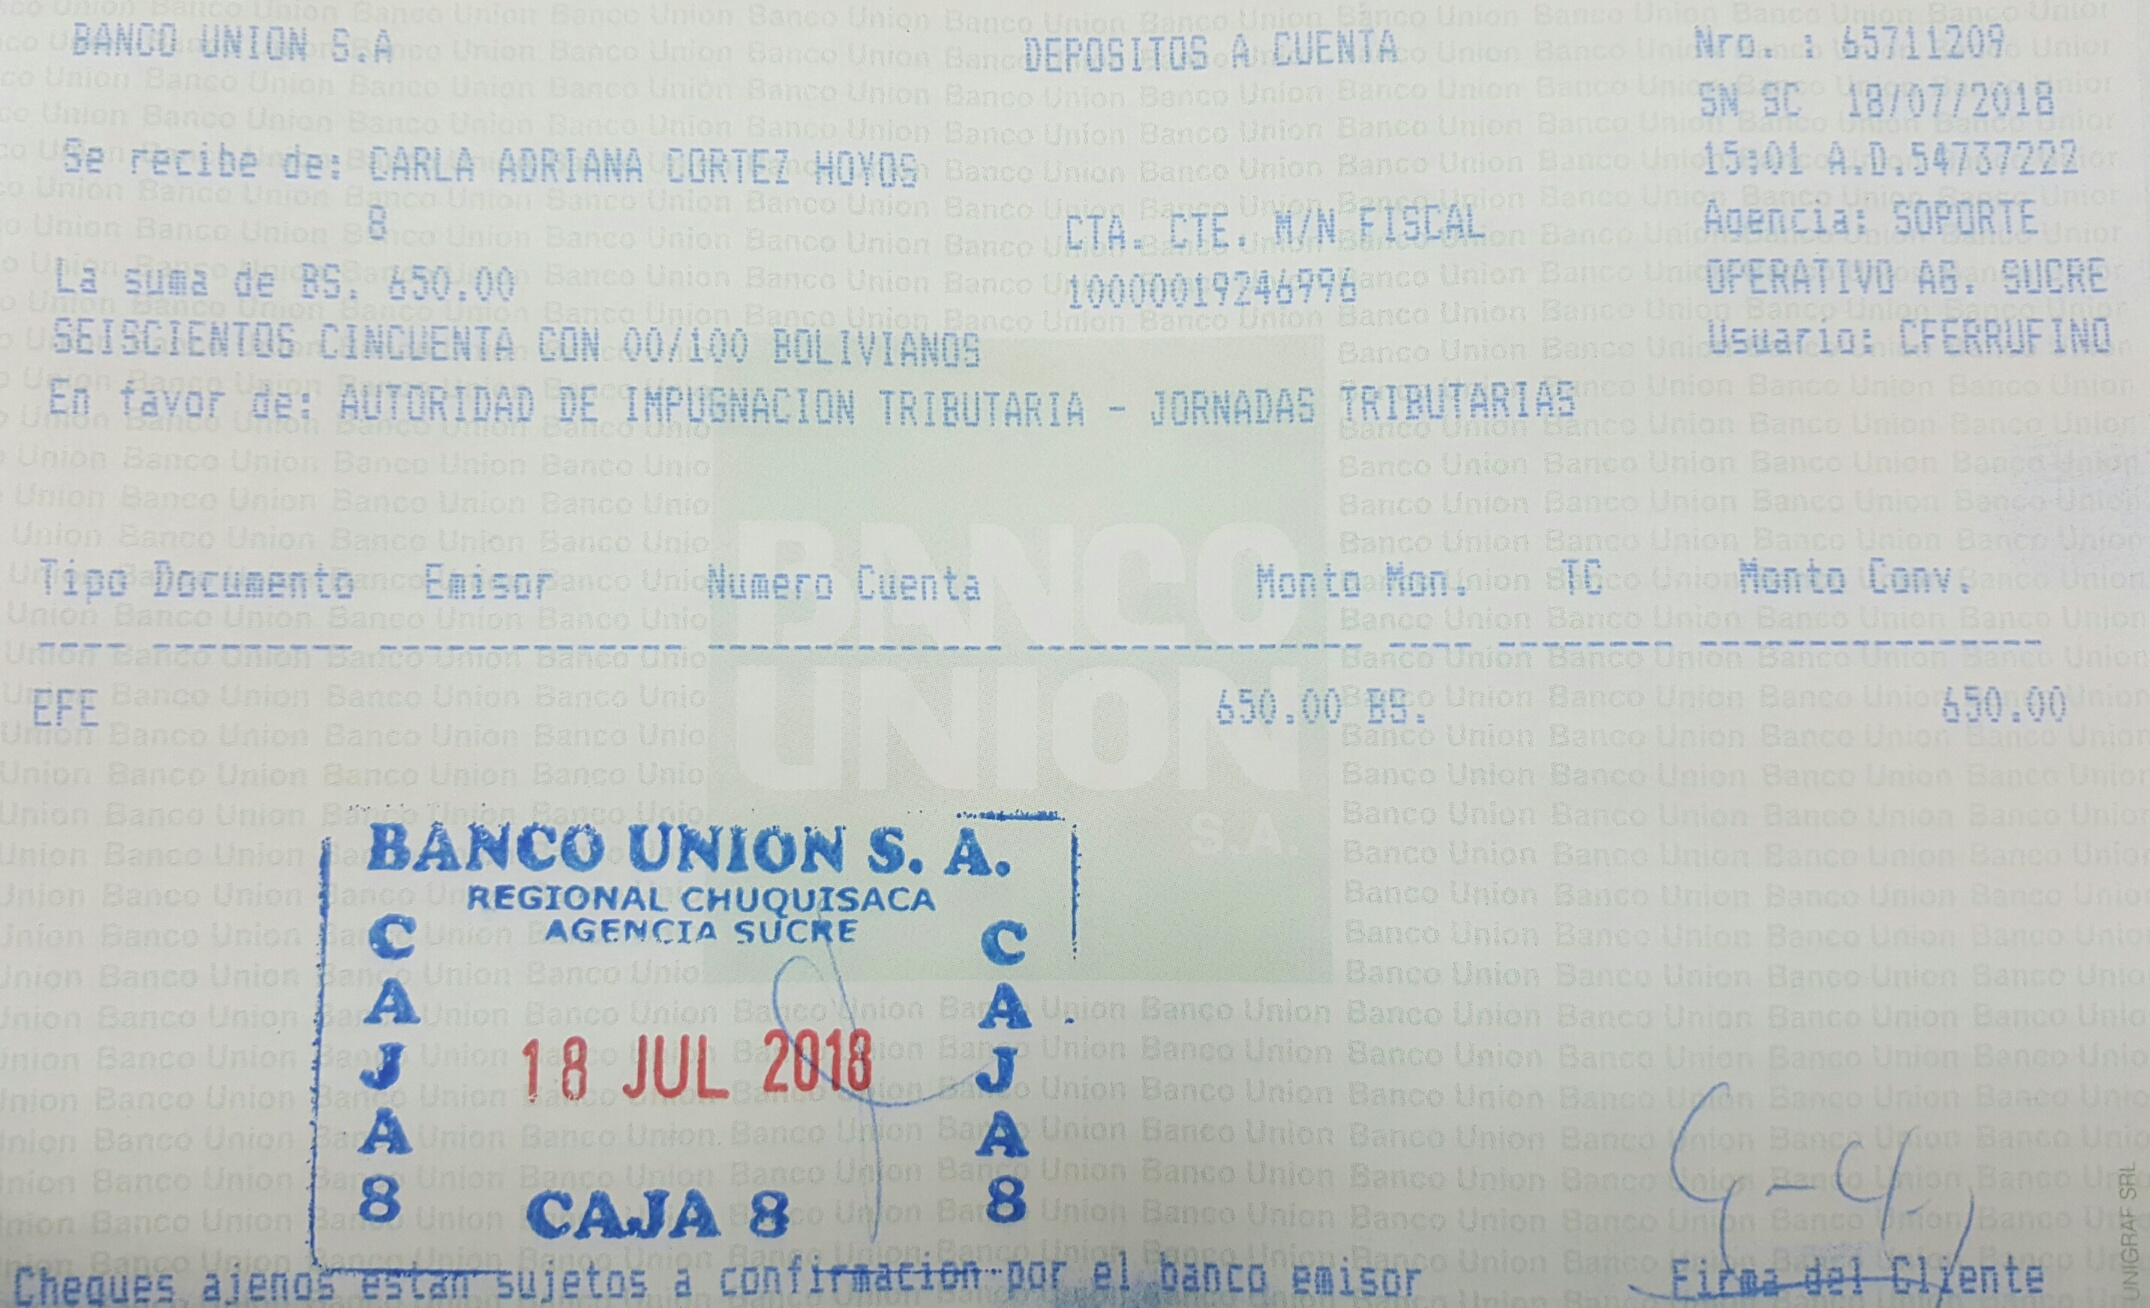 BANCO UNION S.A DEPOSITOS A CUENTA Nro. : 65711209
SN SC 18/07/2018
Se recibe de: CARLA ADRIANA CORTEZ HOYOS 15:01 A.D.54737222
8 CTA. CTE. M/N FISCAL Agencia: SOPORTE
La suma de BS. 650.00 10000019246996 OPERATIVO AG. SUCRE
SEISCIENTOS CINCUENTA CON 00/100 BOLIVIANOS Usuario: CFERRUFINO
En favor de: AUTORIDAD DE IMPUGNACION TRIBUTARIA - JORNADAS TRIBUTARIAS
Tipo Documento Emisor Numero Cuenta Monto Mon. TC Monto Conv.
EFE 650.00 BS. 650.00
BANCO
UNION
S.A.
BANCO UNION S. A.
REGIONAL CHUQUISACA
AGENCIA SUCRE
CAJA 8
18 JUL 2018
CAJA 8
CAJA 8
Cheques ajenos estan sujetos a confirmacion por el banco emisor Firma del Cliente
UNIGRAF SRL